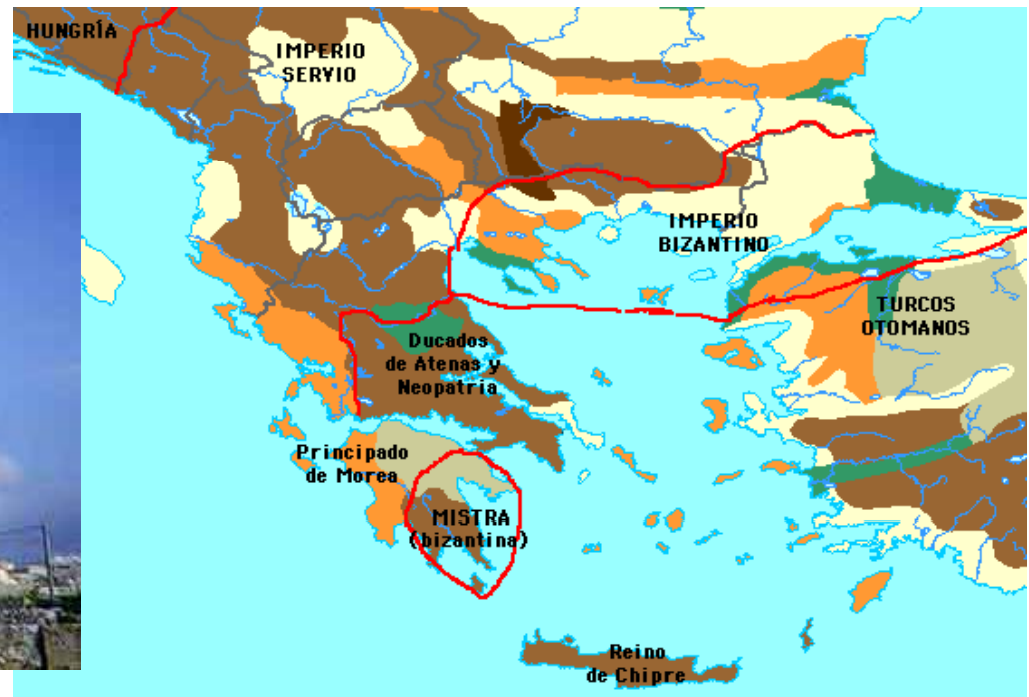 HUNGRÍA
IMPERIO
SERVIO
IMPERIO
BIZANTINO
TURCOS
OTOMANOS
Ducados
de Atenas y
Neopatria
Principado
de Morea
MISTRA
(bizantina)
Reino
de Chipre